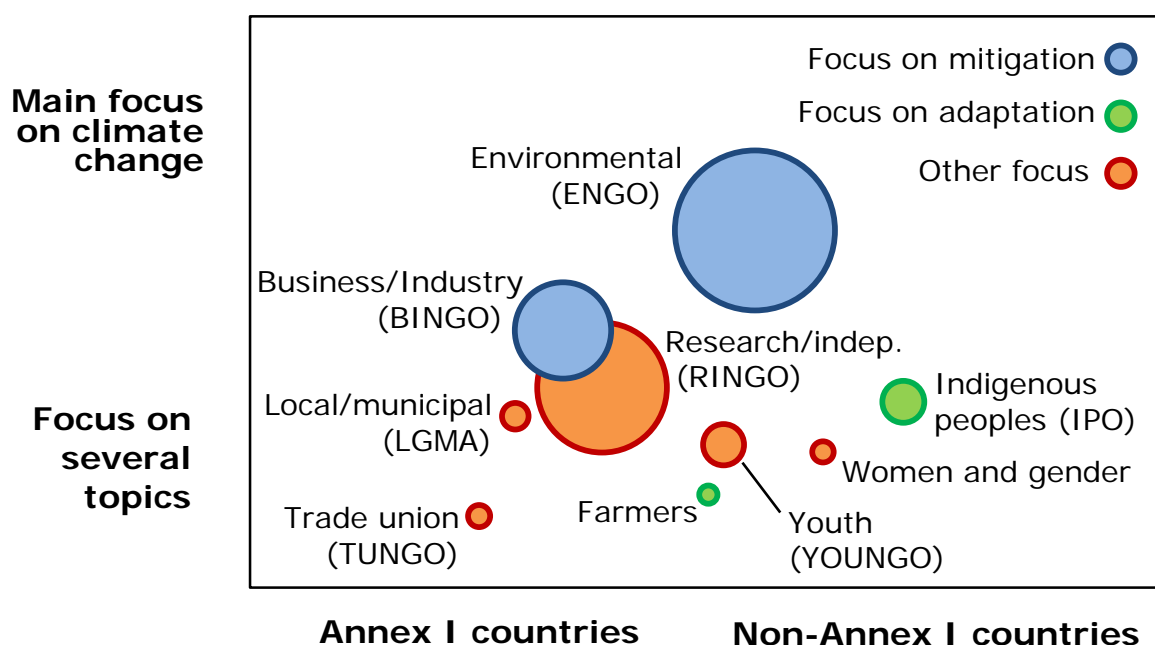 Main focus
on climate
change
Focus on
several
topics
Focus on mitigation
Focus on adaptation
Other focus
Environmental
(ENGO)
Business/Industry
(BINGO)
Research/indep.
(RINGO)
Local/municipal
(LGMA)
Indigenous
peoples (IPO)
Women and gender
Farmers
Youth
(YOUNGO)
Trade union
(TUNGO)
Annex I countries
Non-Annex I countries